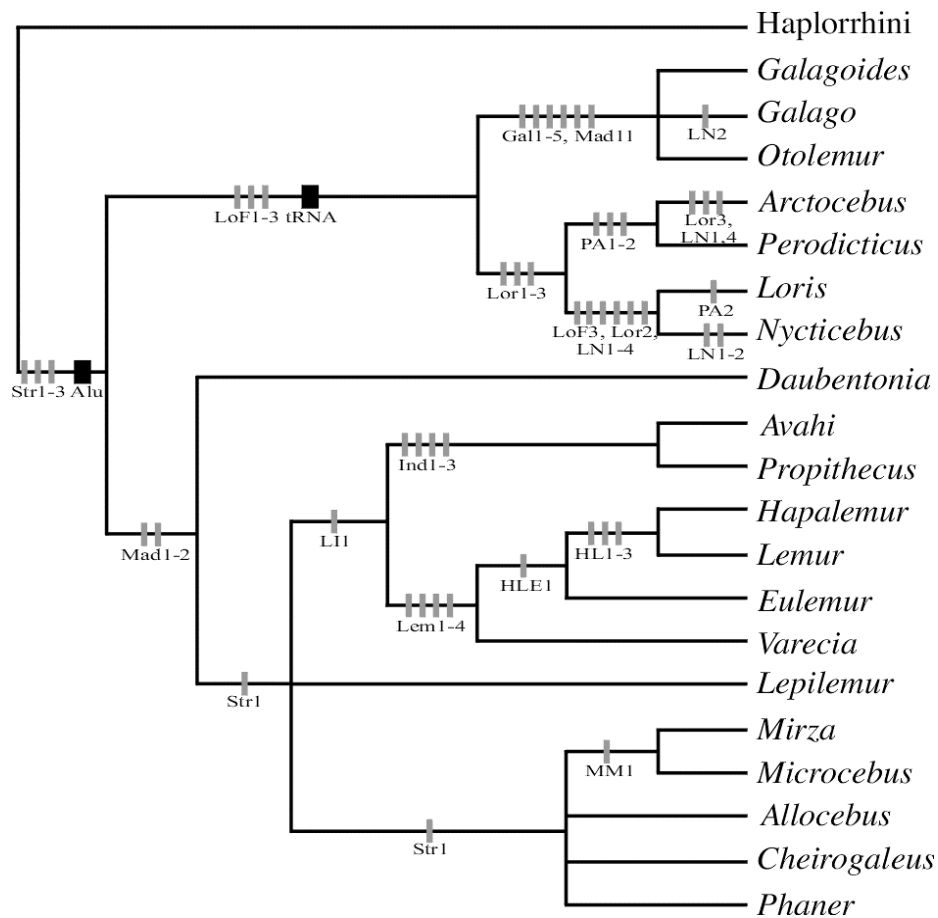 Haplorrhini
Galagoides
Galago
LN2
Gal1-5, Mad11
Otolemur
LoF1-3 tRNA
Arctocebus
Lor3,
LN1,4
PA1-2
Perodicticus
Lor1-3
Loris
PA2
LoF3, Lor2,
LN1-4
Nycticebus
LN1-2
Str1-3 Alu
Daubentonia
Avahi
Ind1-3
Propithecus
Hapalemur
LI1
Mad1-2
HL1-3
Lemur
HLE1
Eulemur
Lem1-4
Varecia
Lepilemur
Str1
Mirza
MM1
Microcebus
Allocebus
Str1
Cheirogaleus
Phaner